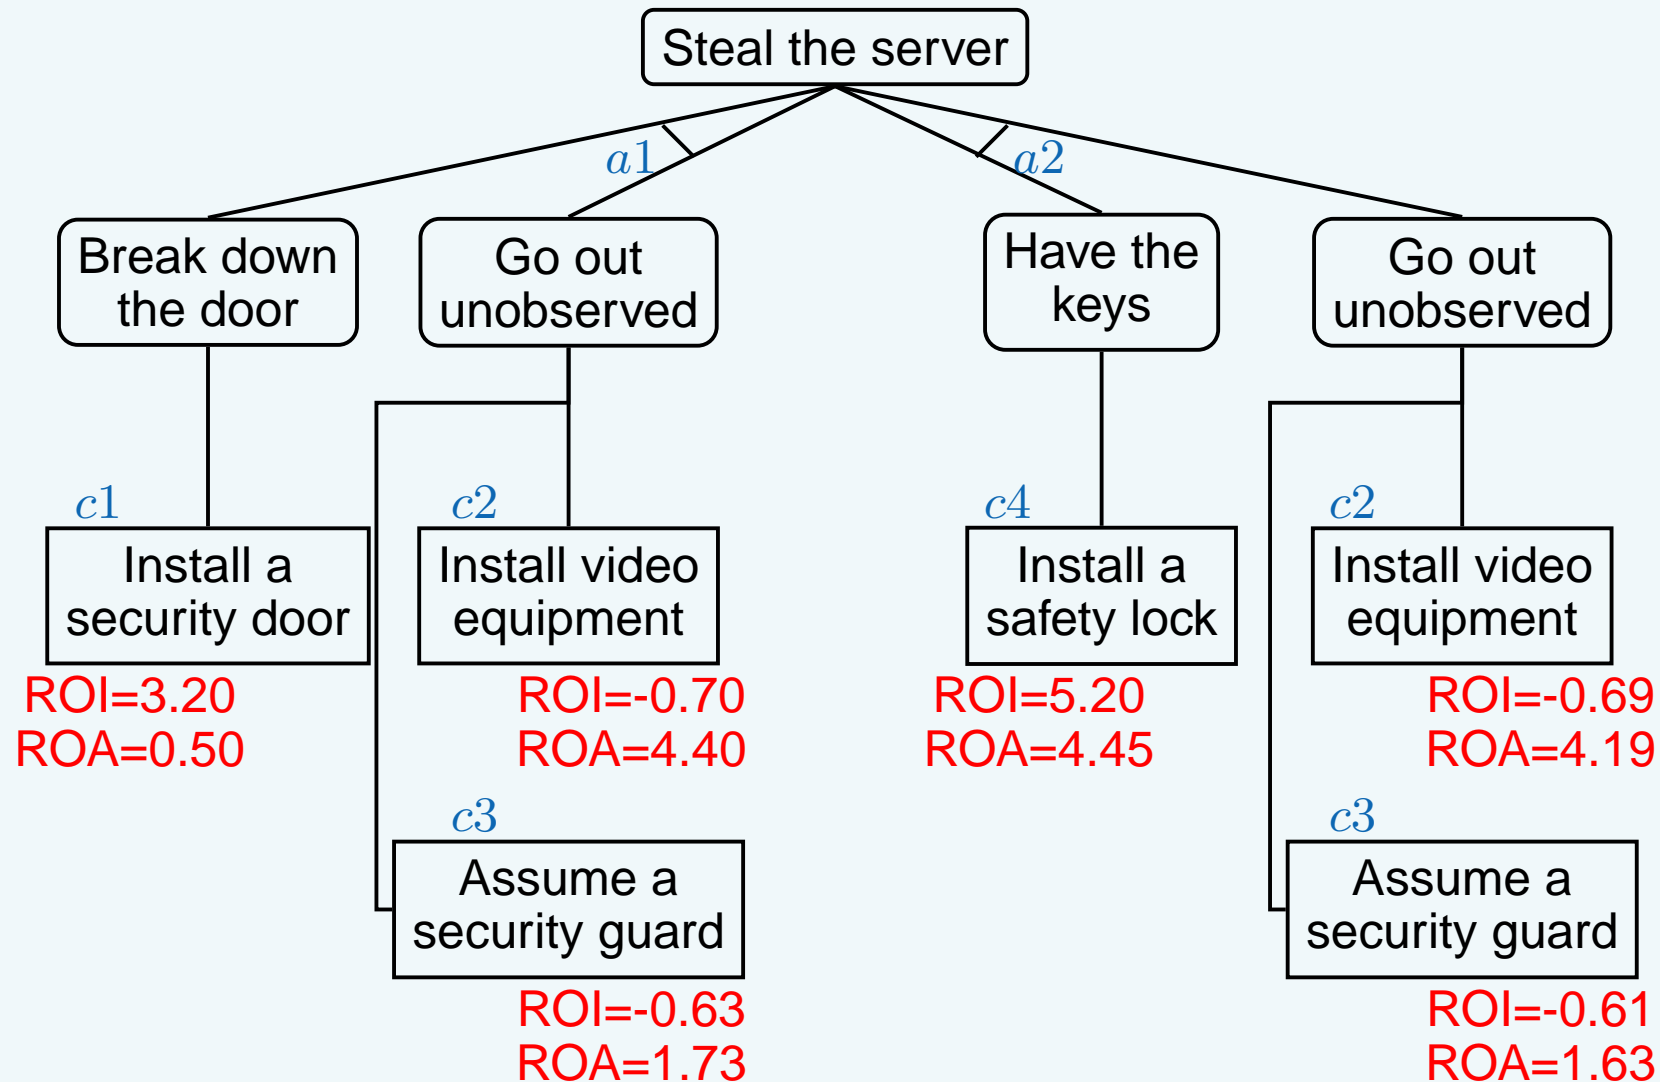 Steal the server
a1
a2
Break down
the door
Go out
unobserved
Have the
keys
Go out
unobserved
c1
c2
c4
c2
Install a
security door
Install video
equipment
Install a
safety lock
Install video
equipment
ROI=3.20
ROA=0.50
ROI=-0.70
ROA=4.40
ROI=5.20
ROA=4.45
ROI=-0.69
ROA=4.19
c3
c3
Assume a
security guard
Assume a
security guard
ROI=-0.63
ROA=1.73
ROI=-0.61
ROA=1.63